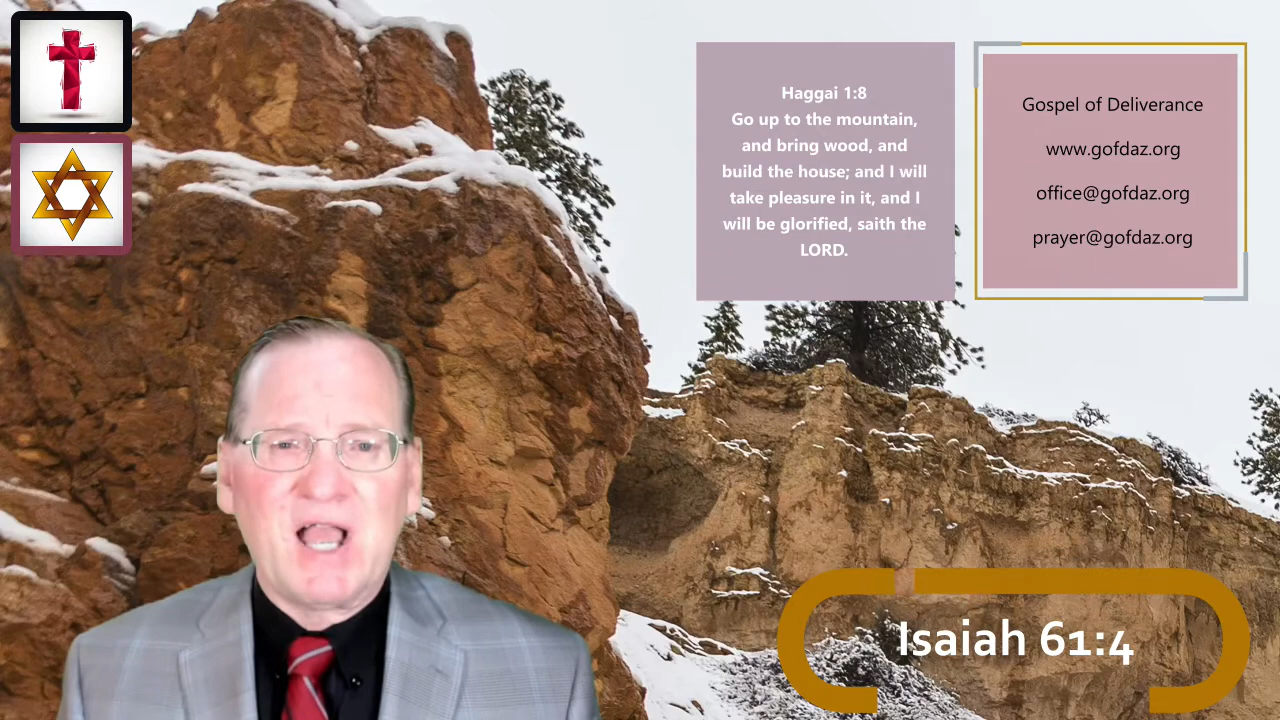 Haggai 1:8
Go up to the mountain,
and bring wood, and
build the house; and I will
take pleasure in it, and I
will be glorified, saith the
LORD.
Gospel of Deliverance
www.gofdaz.org
office@gofdaz.org
prayer@gofdaz.org
Isaiah 61:4